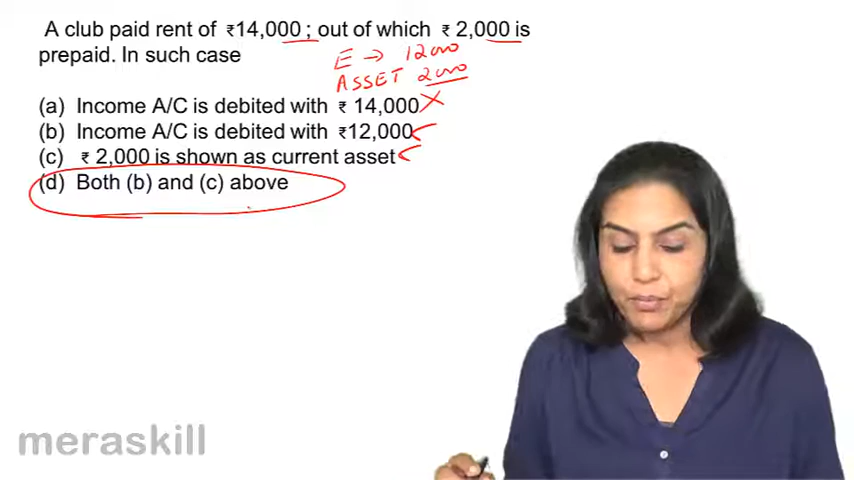 A club paid rent of ₹14,000 ; out of which ₹ 2,000 is
prepaid. In such case
E → 12000
ASSET 2000
(a) Income A/C is debited with ₹ 14,000
(b) Income A/C is debited with ₹12,000
(c) ₹ 2,000 is shown as current asset
(d) Both (b) and (c) above
meraskill